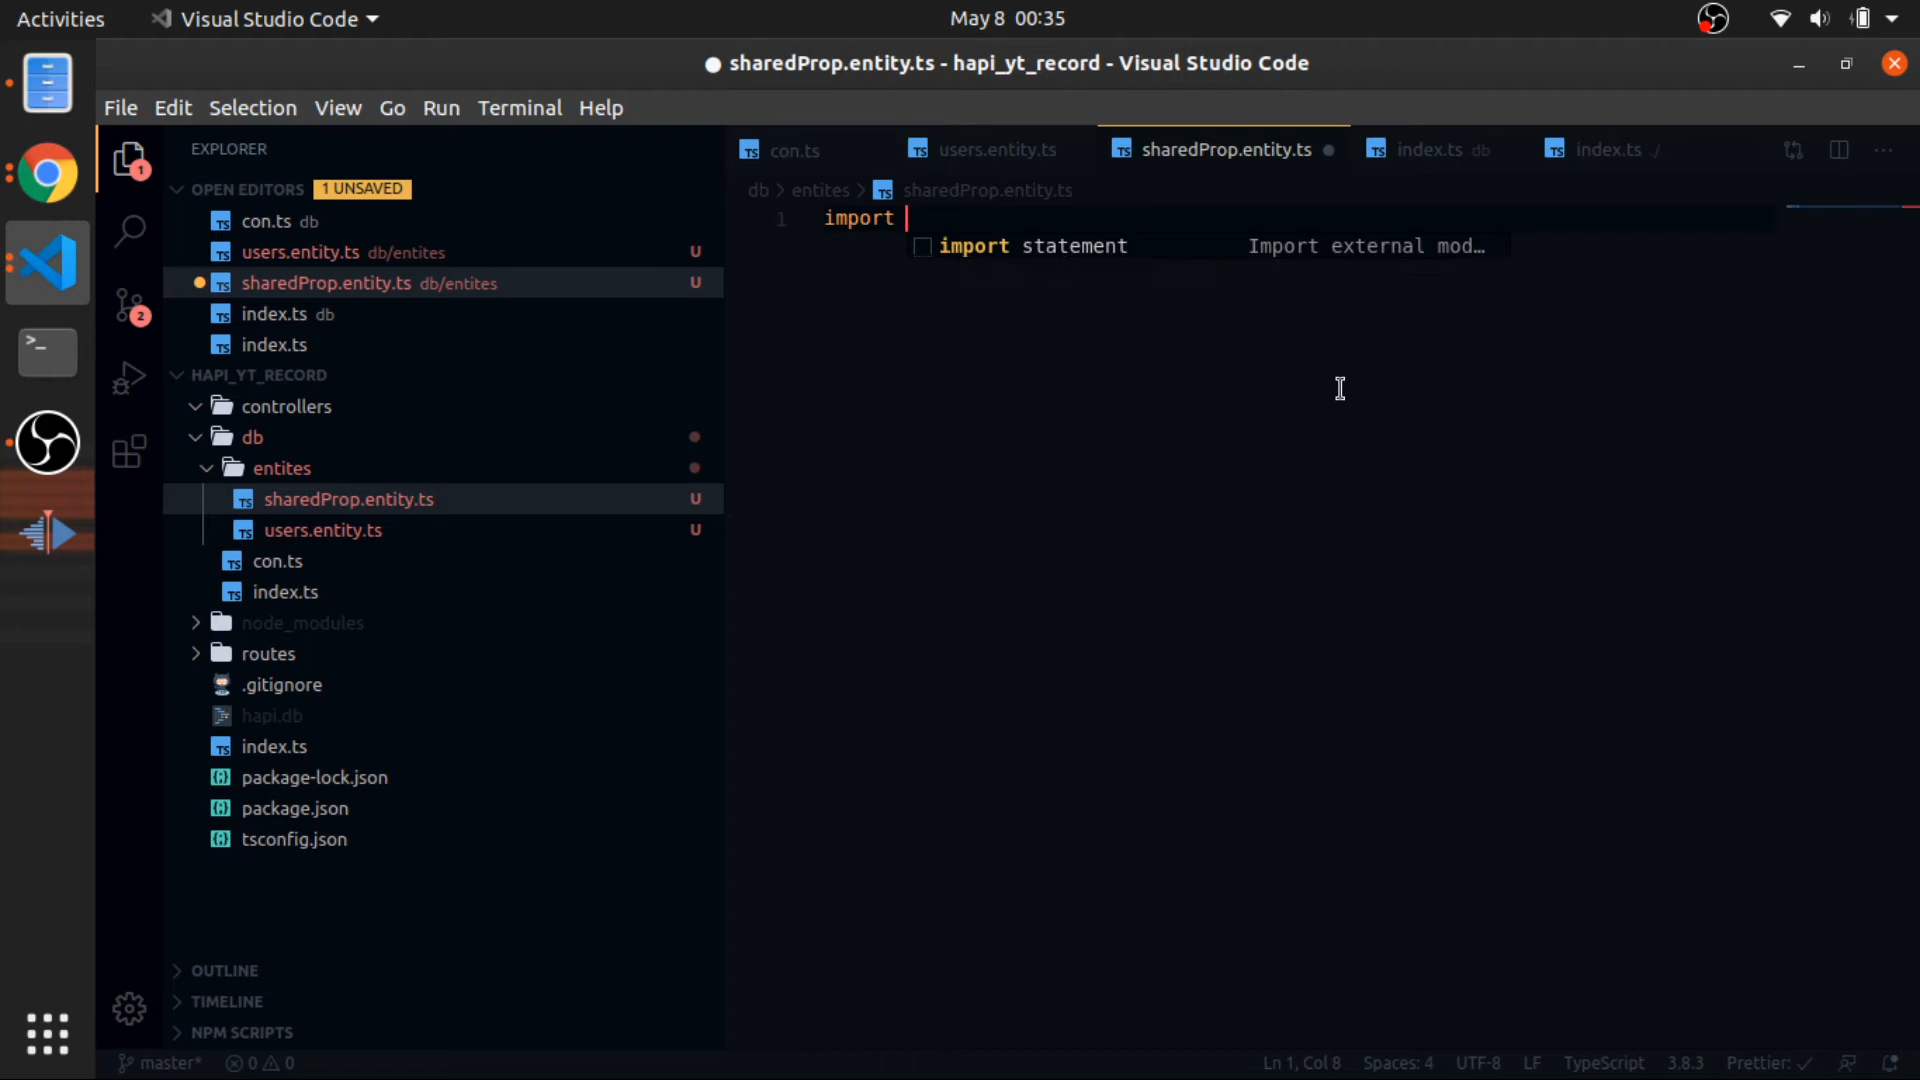 Activities
Visual Studio Code
May 8 00:35
sharedProp.entity.ts - hapi_yt_record - Visual Studio Code
File Edit Selection View Go Run Terminal Help
EXPLORER
OPEN EDITORS 1 UNSAVED
con.ts db
users.entity.ts db/entites U
sharedProp.entity.ts db/entites U
index.ts db
index.ts
HAPI_YT_RECORD
controllers
db
entites
sharedProp.entity.ts U
users.entity.ts U
con.ts
index.ts
node_modules
routes
.gitignore
hapi.db
index.ts
package-lock.json
package.json
tsconfig.json
OUTLINE
TIMELINE
NPM SCRIPTS
1
2
con.ts users.entity.ts sharedProp.entity.ts index.ts db index.ts ./
db > entites > sharedProp.entity.ts
1 import
import statement Import external mod...
master* 0 0 Ln 1, Col 8 Spaces: 4 UTF-8 LF TypeScript 3.8.3 Prettier: ✓